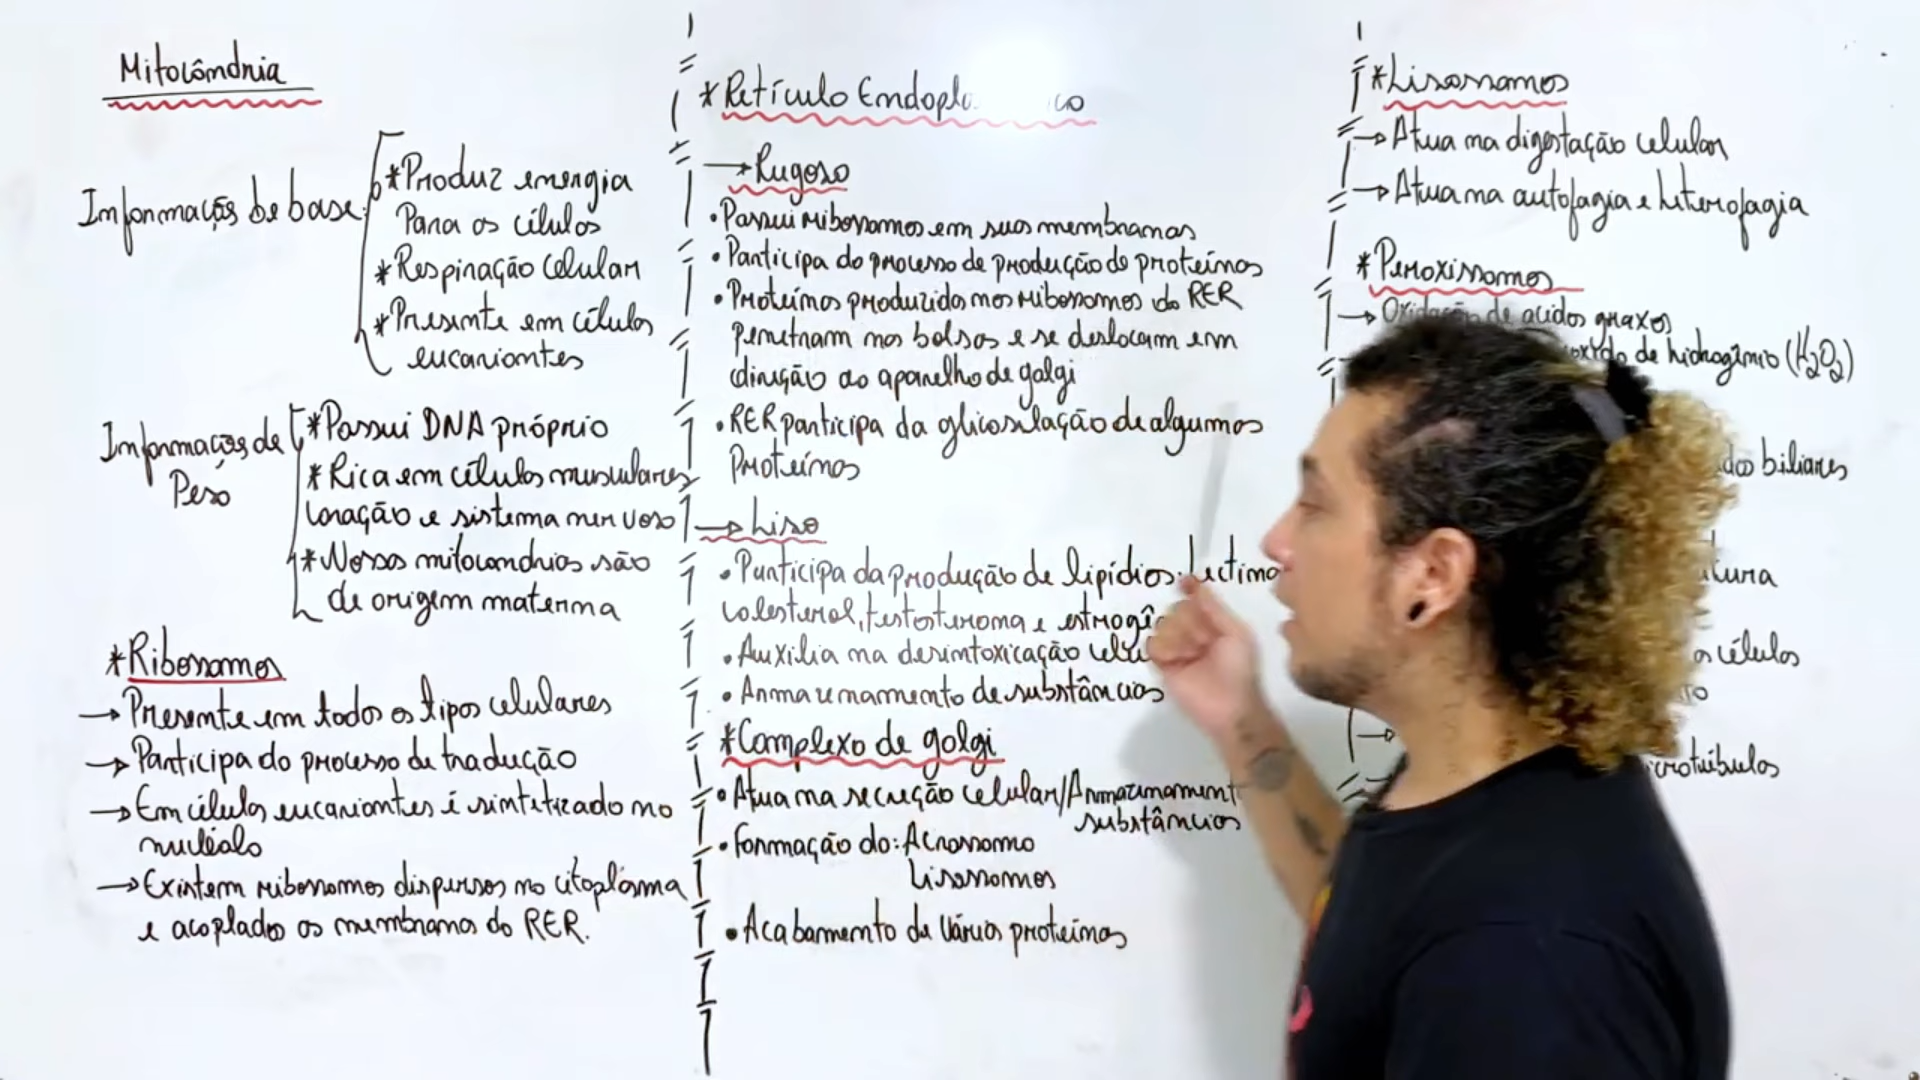 Mitocôndria
Informações de base:
*Produz energia
Para as células
*Respiração Celular
*Presente em células
eucariontes
Informações de
Peso
*Possui DNA próprio
*Rica em células musculares
coração e sistema nervoso
*Nossas mitocondrias são
de origem materna
*Ribossomos
→Presente em todos os tipos celulares
→Participa do processo de tradução
→Em células eucariontes é sintetizado no
nucléolo
→Existem ribossomos dispersos no citoplasma
e acoplados as membranas do RER.
*Retículo Endopla co
→Rugoso
•Possui ribossomos em suas membranas
•Participa do processo de produção de proteínas
•Proteínas produzida nos ribossomos do RER
penetram nas bolsas e se deslocam em
direção ao aparelho de golgi
•RER participa da glicosilação de algumas
Proteínas
→Liso
•Participa da produção de lipídios:
colesterol, testosterona e
•Auxilia na desintoxicação
•Armazenamento de substâncias
*Complexo de golgi
•Atua na secreção celular/Armazenament
substâncias
•Formação do: Acrossomo
Lisossomos
•Acabamento de várias proteínas
*Lisossomos
→Atua na digestação celular
→Atua na autofagia e heterofagia
*Peroxissomos
→Oxidação de acidos graxos
de hidrogênio (H₂O₂)
biliares
células